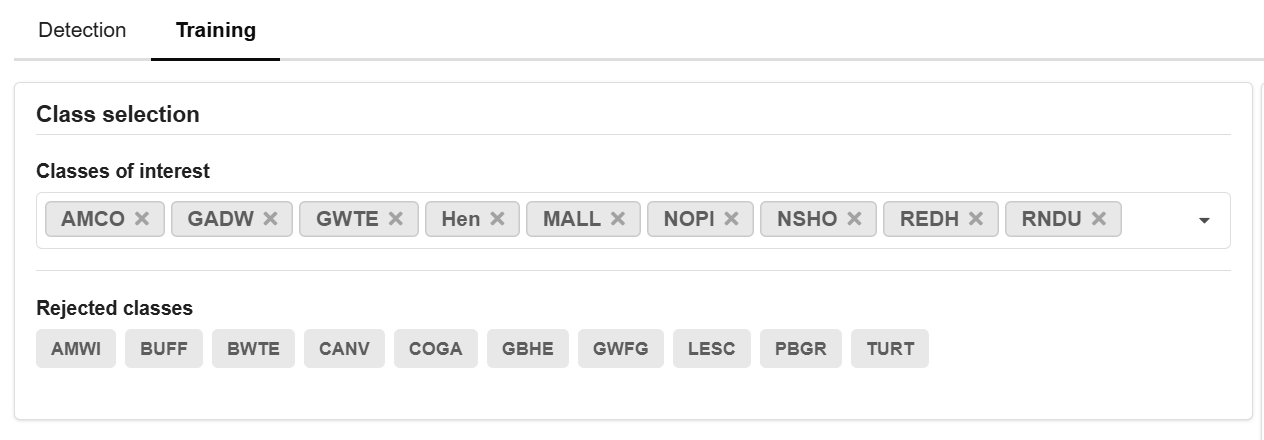 Detection Training
Class selection
Classes of interest
AMCO GADW GWTE Hen MALL NOPI NSHO REDH RNDU
Rejected classes
AMWI BUFF BWTE CANV COGA GBHE GWFG LESC PBGR TURT